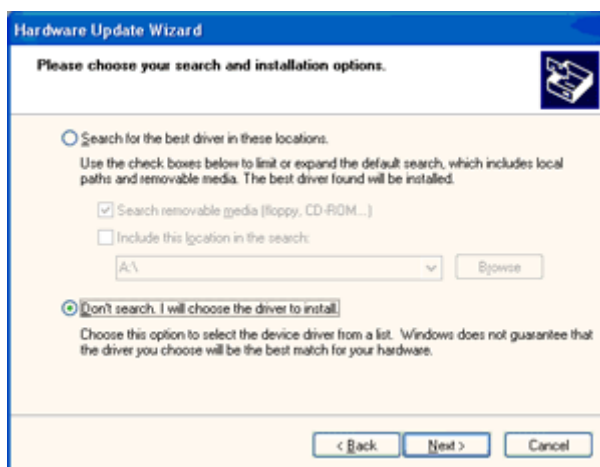 Hardware Update Wizard
Please choose your search and installation options.
Search for the best driver in these locations.
Use the check boxes below to limit or expand the default search, which includes local
paths and removable media. The best driver found will be installed.
Search removable media (floppy, CD-ROM...)
Include this location in the search:
A:\
Browse
Don't search. I will choose the driver to install.
Choose this option to select the device driver from a list. Windows does not guarantee that
the driver you choose will be the best match for your hardware.
< Back Next > Cancel